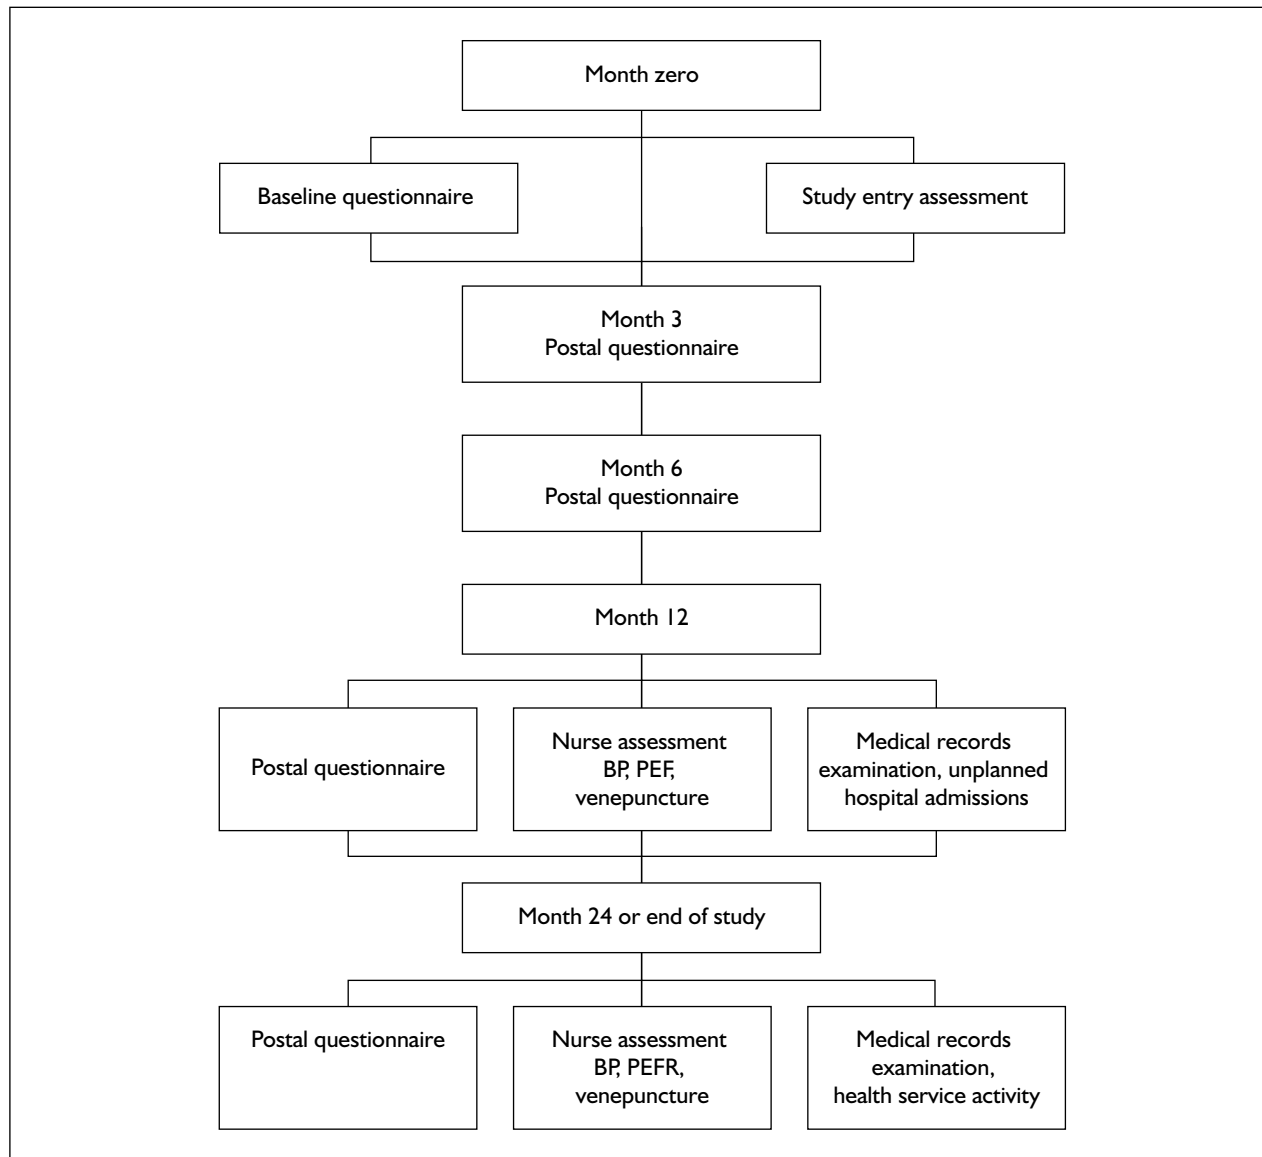 Month zero
Baseline questionnaire
Study entry assessment
Month 3
Postal questionnaire
Month 6
Postal questionnaire
Month 12
Postal questionnaire
Nurse assessment
BP, PEF,
venepuncture
Medical records
examination, unplanned
hospital admissions
Month 24 or end of study
Postal questionnaire
Nurse assessment
BP, PEFR,
venepuncture
Medical records
examination,
health service activity